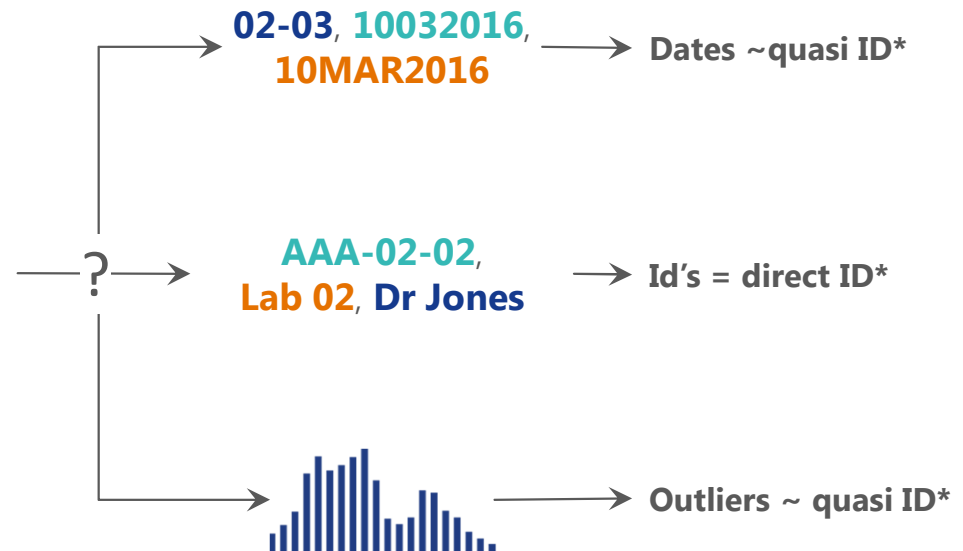 02-03, 10032016,
10MAR2016
Dates ~quasi ID*
?
AAA-02-02,
Lab 02, Dr Jones
Id's = direct ID*
Outliers ~ quasi ID*